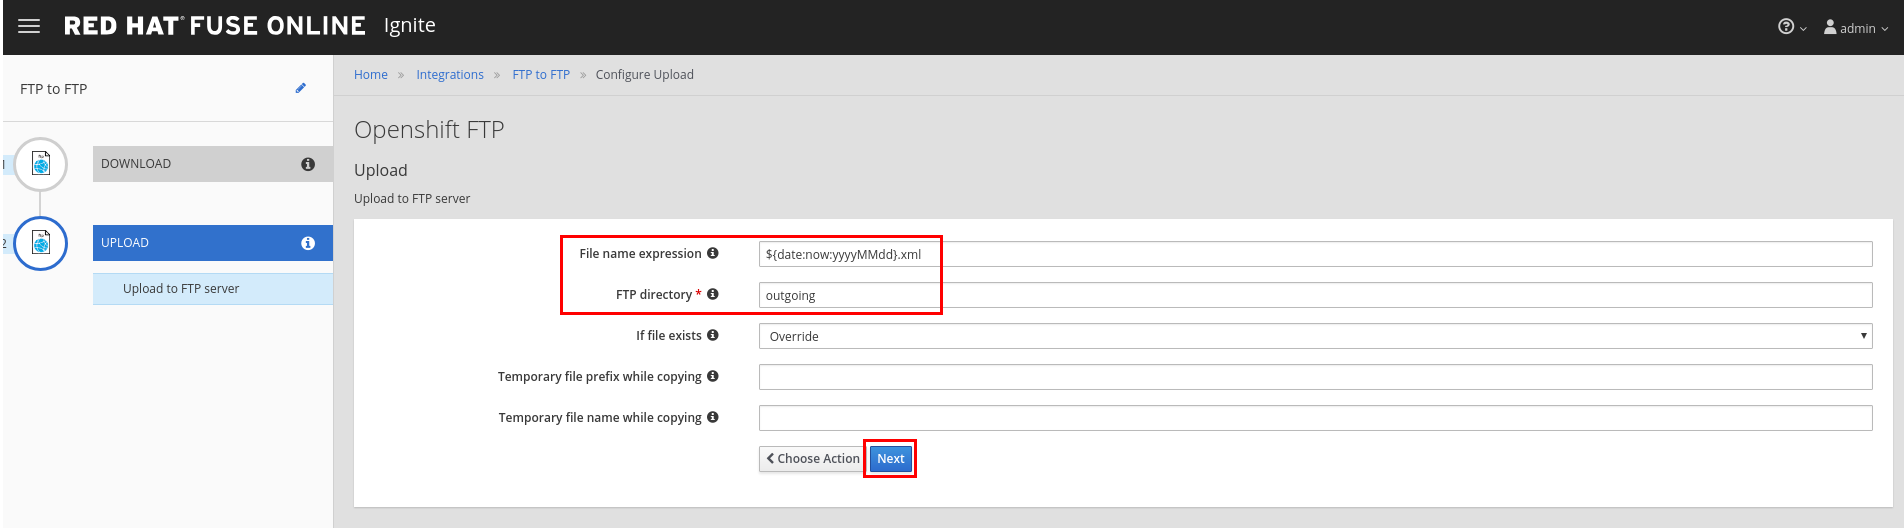 RED HAT® FUSE ONLINE Ignite
admin
FTP to FTP
Home » Integrations » FTP to FTP » Configure Upload
Openshift FTP
1
DOWNLOAD
2
UPLOAD
Upload to FTP server
Upload
Upload to FTP server
File name expression ${date:now:yyyyMMdd}.xml
FTP directory * outgoing
If file exists Override
Temporary file prefix while copying
Temporary file name while copying
Choose Action Next